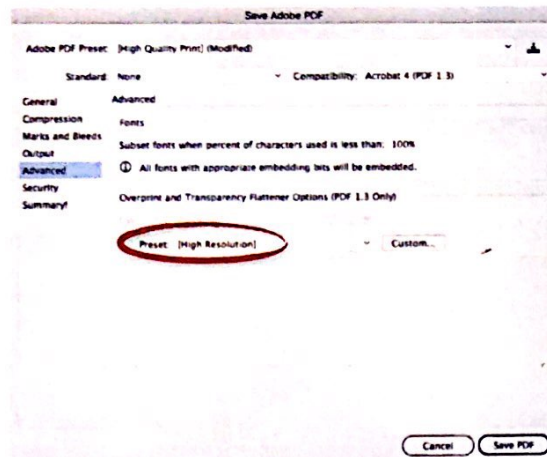 Save Adobe PDF
Adobe PDF Preset: [High Quality Print] (Modified)
Standard: None Compatibility: Acrobat 4 (PDF 1.3)
General
Compression
Marks and Bleeds
Output
Advanced
Security
Summary!
Advanced
Fonts
Subset fonts when percent of characters used is less than: 100%
All fonts with appropriate embedding bits will be embedded.
Overprint and Transparency Flattener Options (PDF 1.3 Only)
Preset: [High Resolution] Custom...
Cancel Save PDF